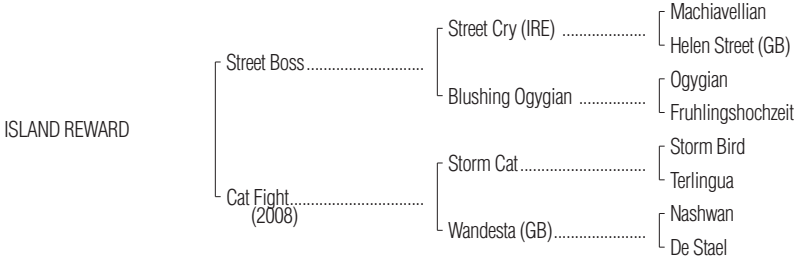 Machiavellian
Street Cry (IRE) ....................
Helen Street (GB)
Street Boss............................
Ogygian
Blushing Ogygian ................
Fruhlingshochzeit
ISLAND REWARD
Storm Bird
Storm Cat..............................
Terlingua
Cat Fight................................
(2008)
Nashwan
Wandesta (GB)......................
De Stael